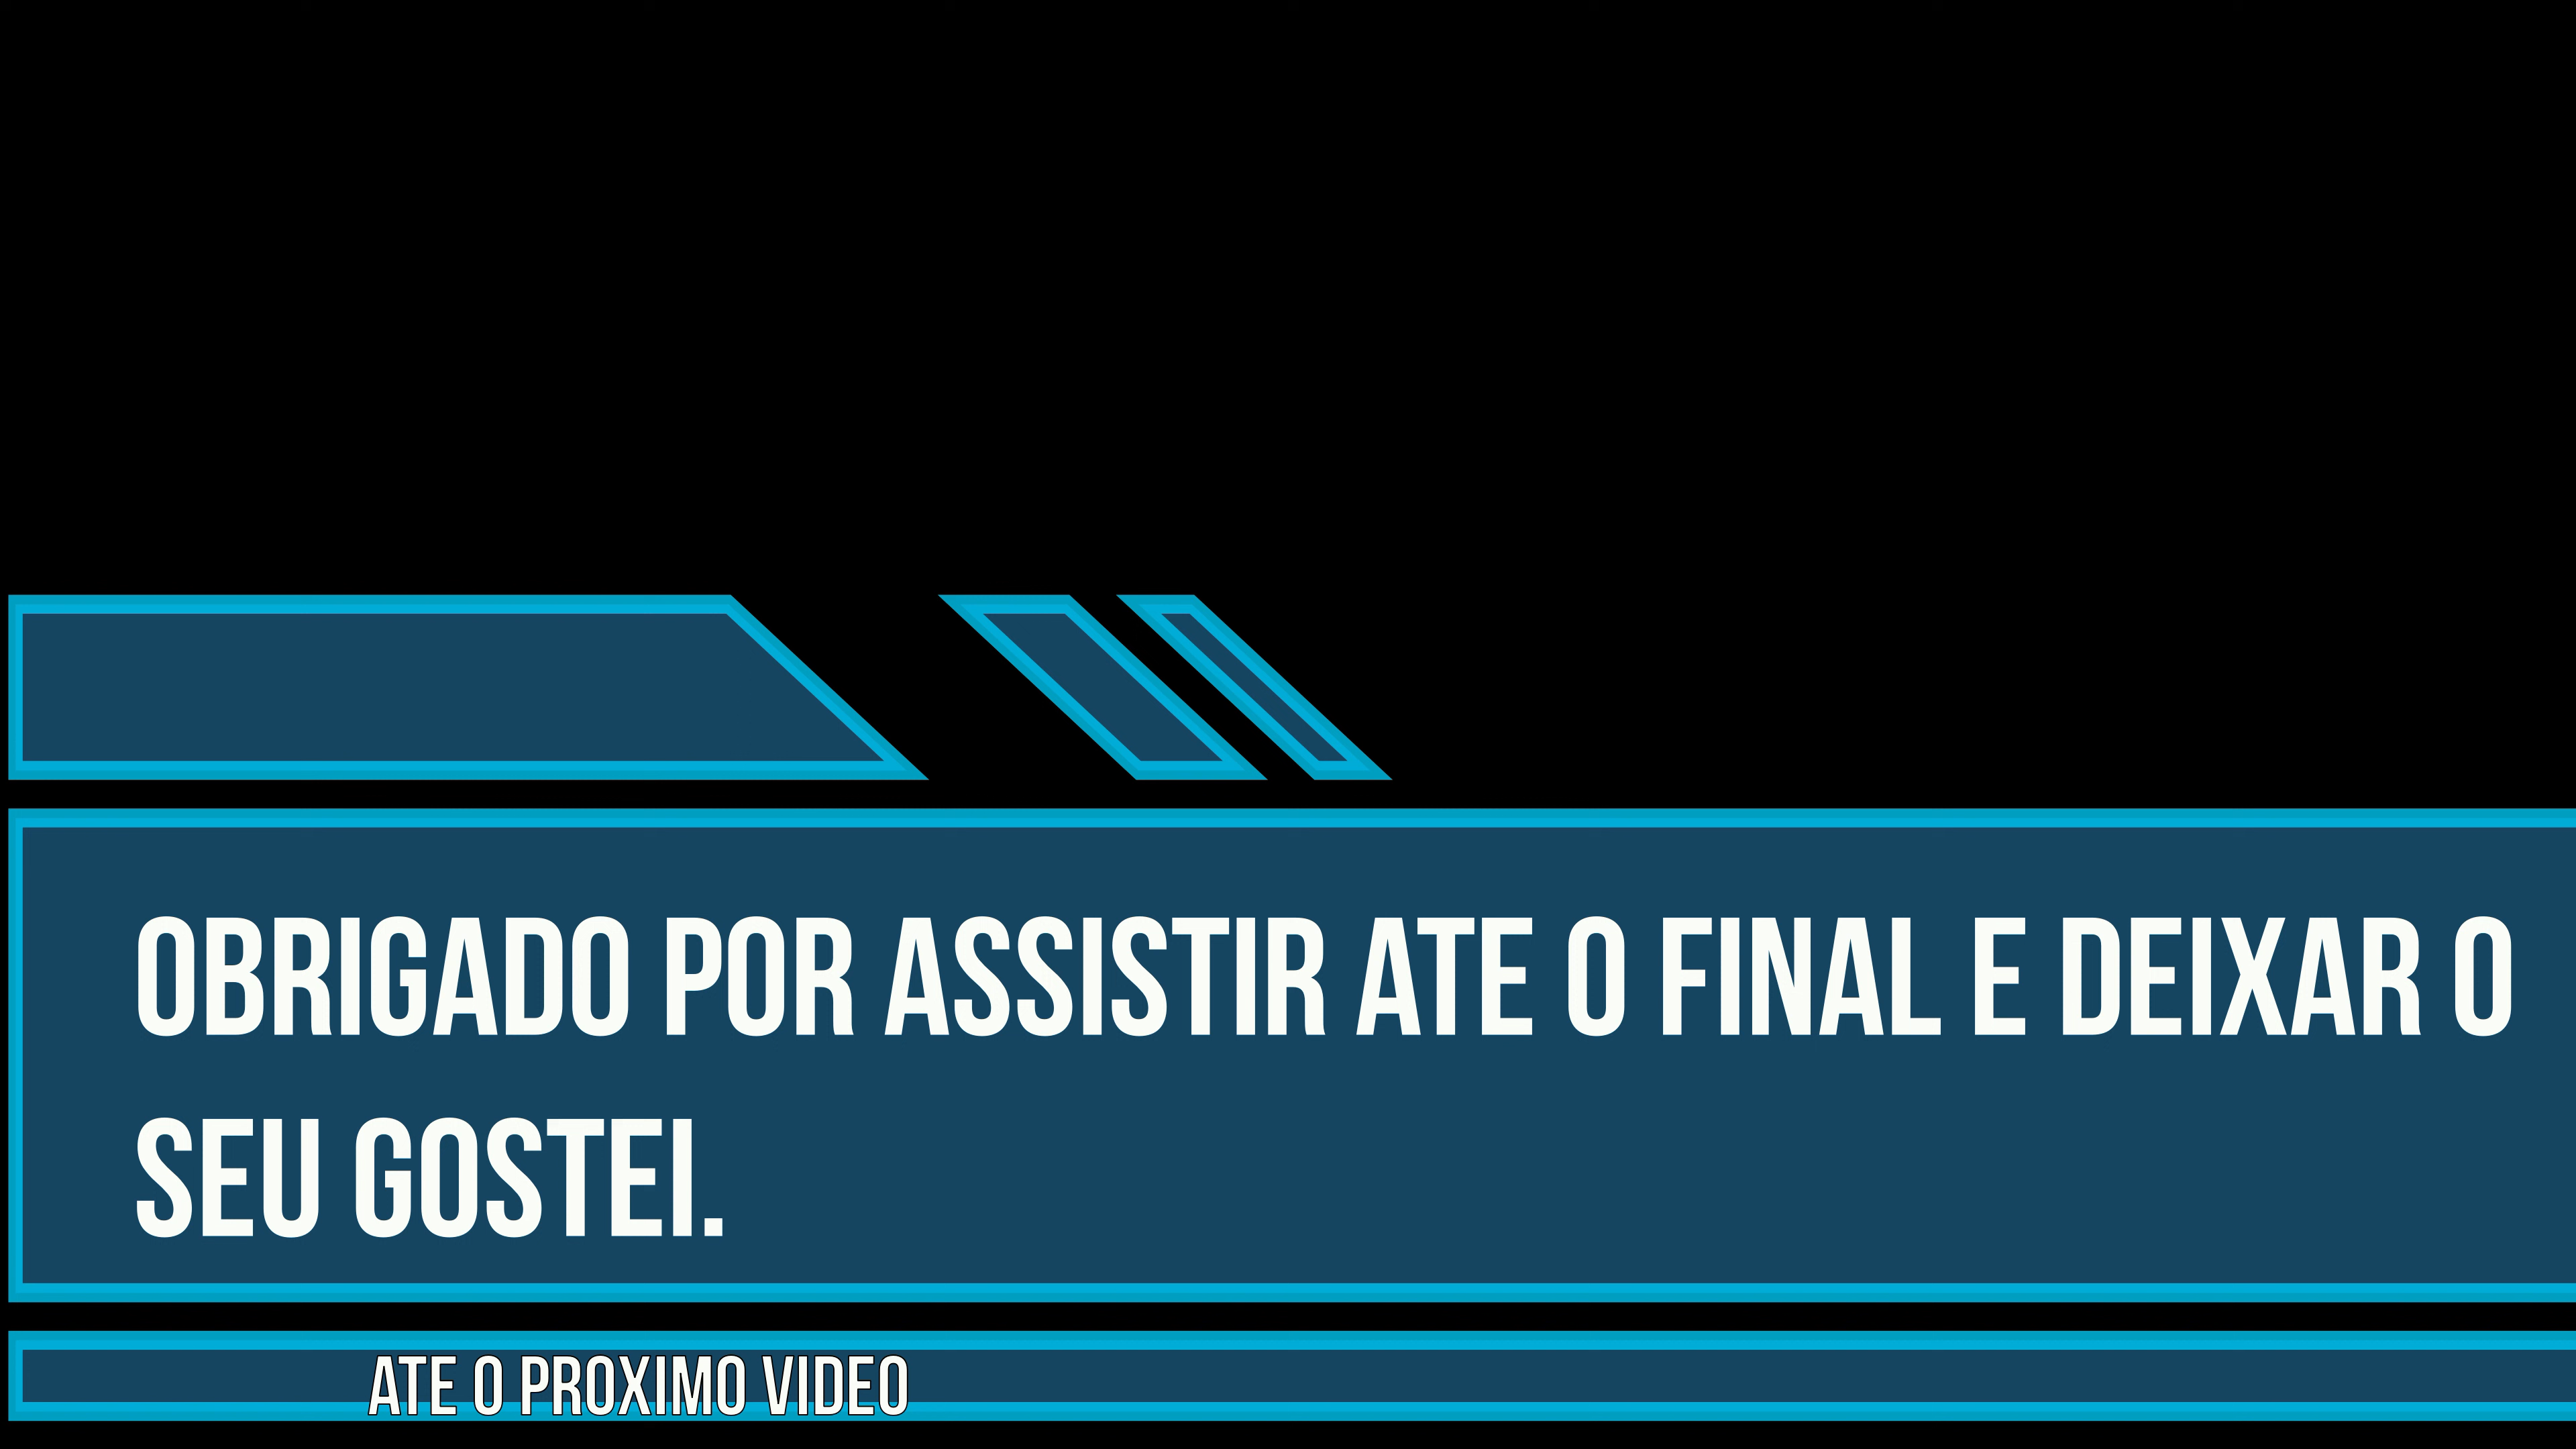 OBRIGADO POR ASSISTIR ATE O FINAL E DEIXAR O
SEU GOSTEI.
ATE O PROXIMO VIDEO